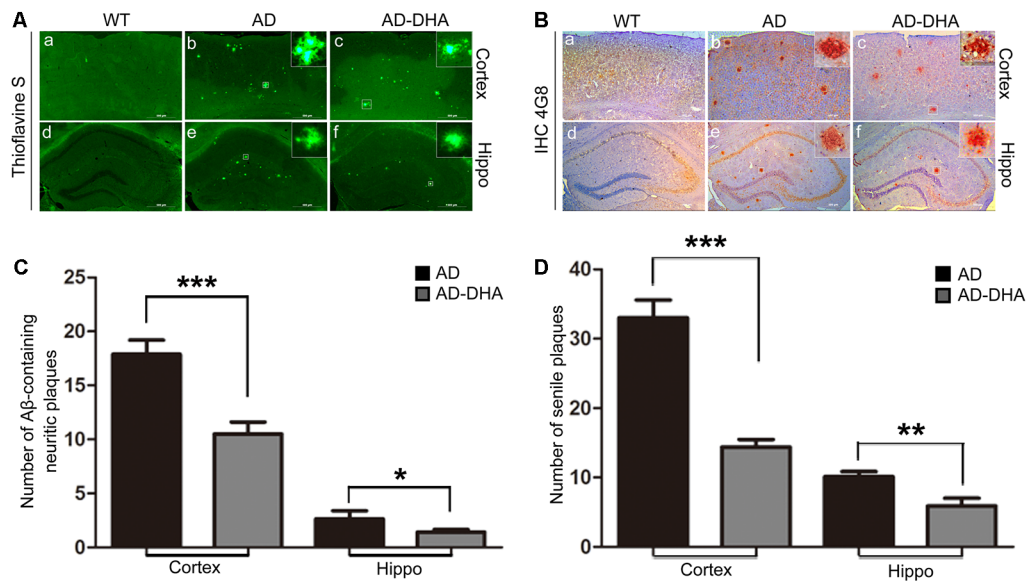 A
WT
AD
AD-DHA
Thioflavine S
a
b
c
Cortex
d
e
f
Hippo
B
WT
AD
AD-DHA
IHC 4G8
a
b
c
Cortex
d
e
f
Hippo
C
Number of Aβ-containing
neuritic plaques
25
20
15
10
5
0
***
*
AD
AD-DHA
Cortex
Hippo
D
Number of senile plaques
40
30
20
10
0
***
**
AD
AD-DHA
Cortex
Hippo